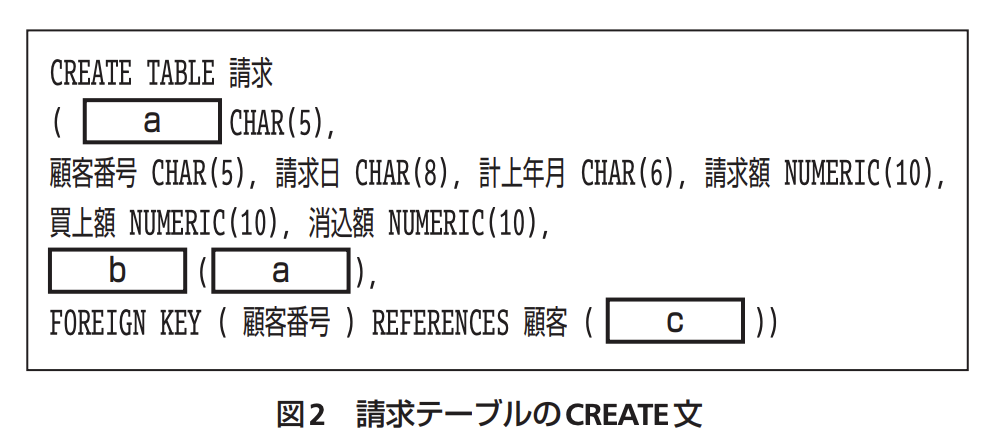 CREATE TABLE 請求
( a CHAR(5),
顧客番号 CHAR(5), 請求日 CHAR(8), 計上年月 CHAR(6), 請求額 NUMERIC(10),
買上額 NUMERIC(10), 消込額 NUMERIC(10),
b ( a ),
FOREIGN KEY ( 顧客番号 ) REFERENCES 顧客 ( c ))
図2 請求テーブルのCREATE文